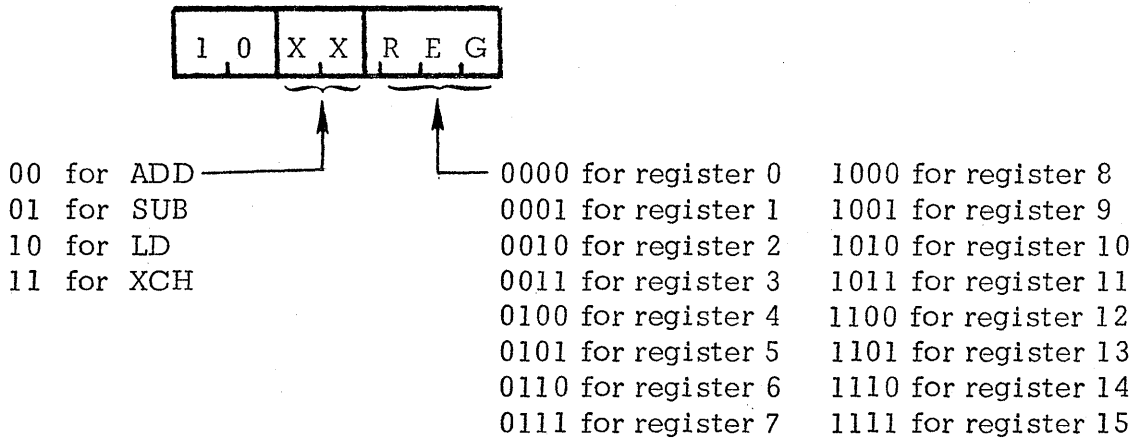 1 0 X X R E G
00 for ADD 0000 for register 0 1000 for register 8
01 for SUB 0001 for register 1 1001 for register 9
10 for LD 0010 for register 2 1010 for register 10
11 for XCH 0011 for register 3 1011 for register 11
0100 for register 4 1100 for register 12
0101 for register 5 1101 for register 13
0110 for register 6 1110 for register 14
0111 for register 7 1111 for register 15